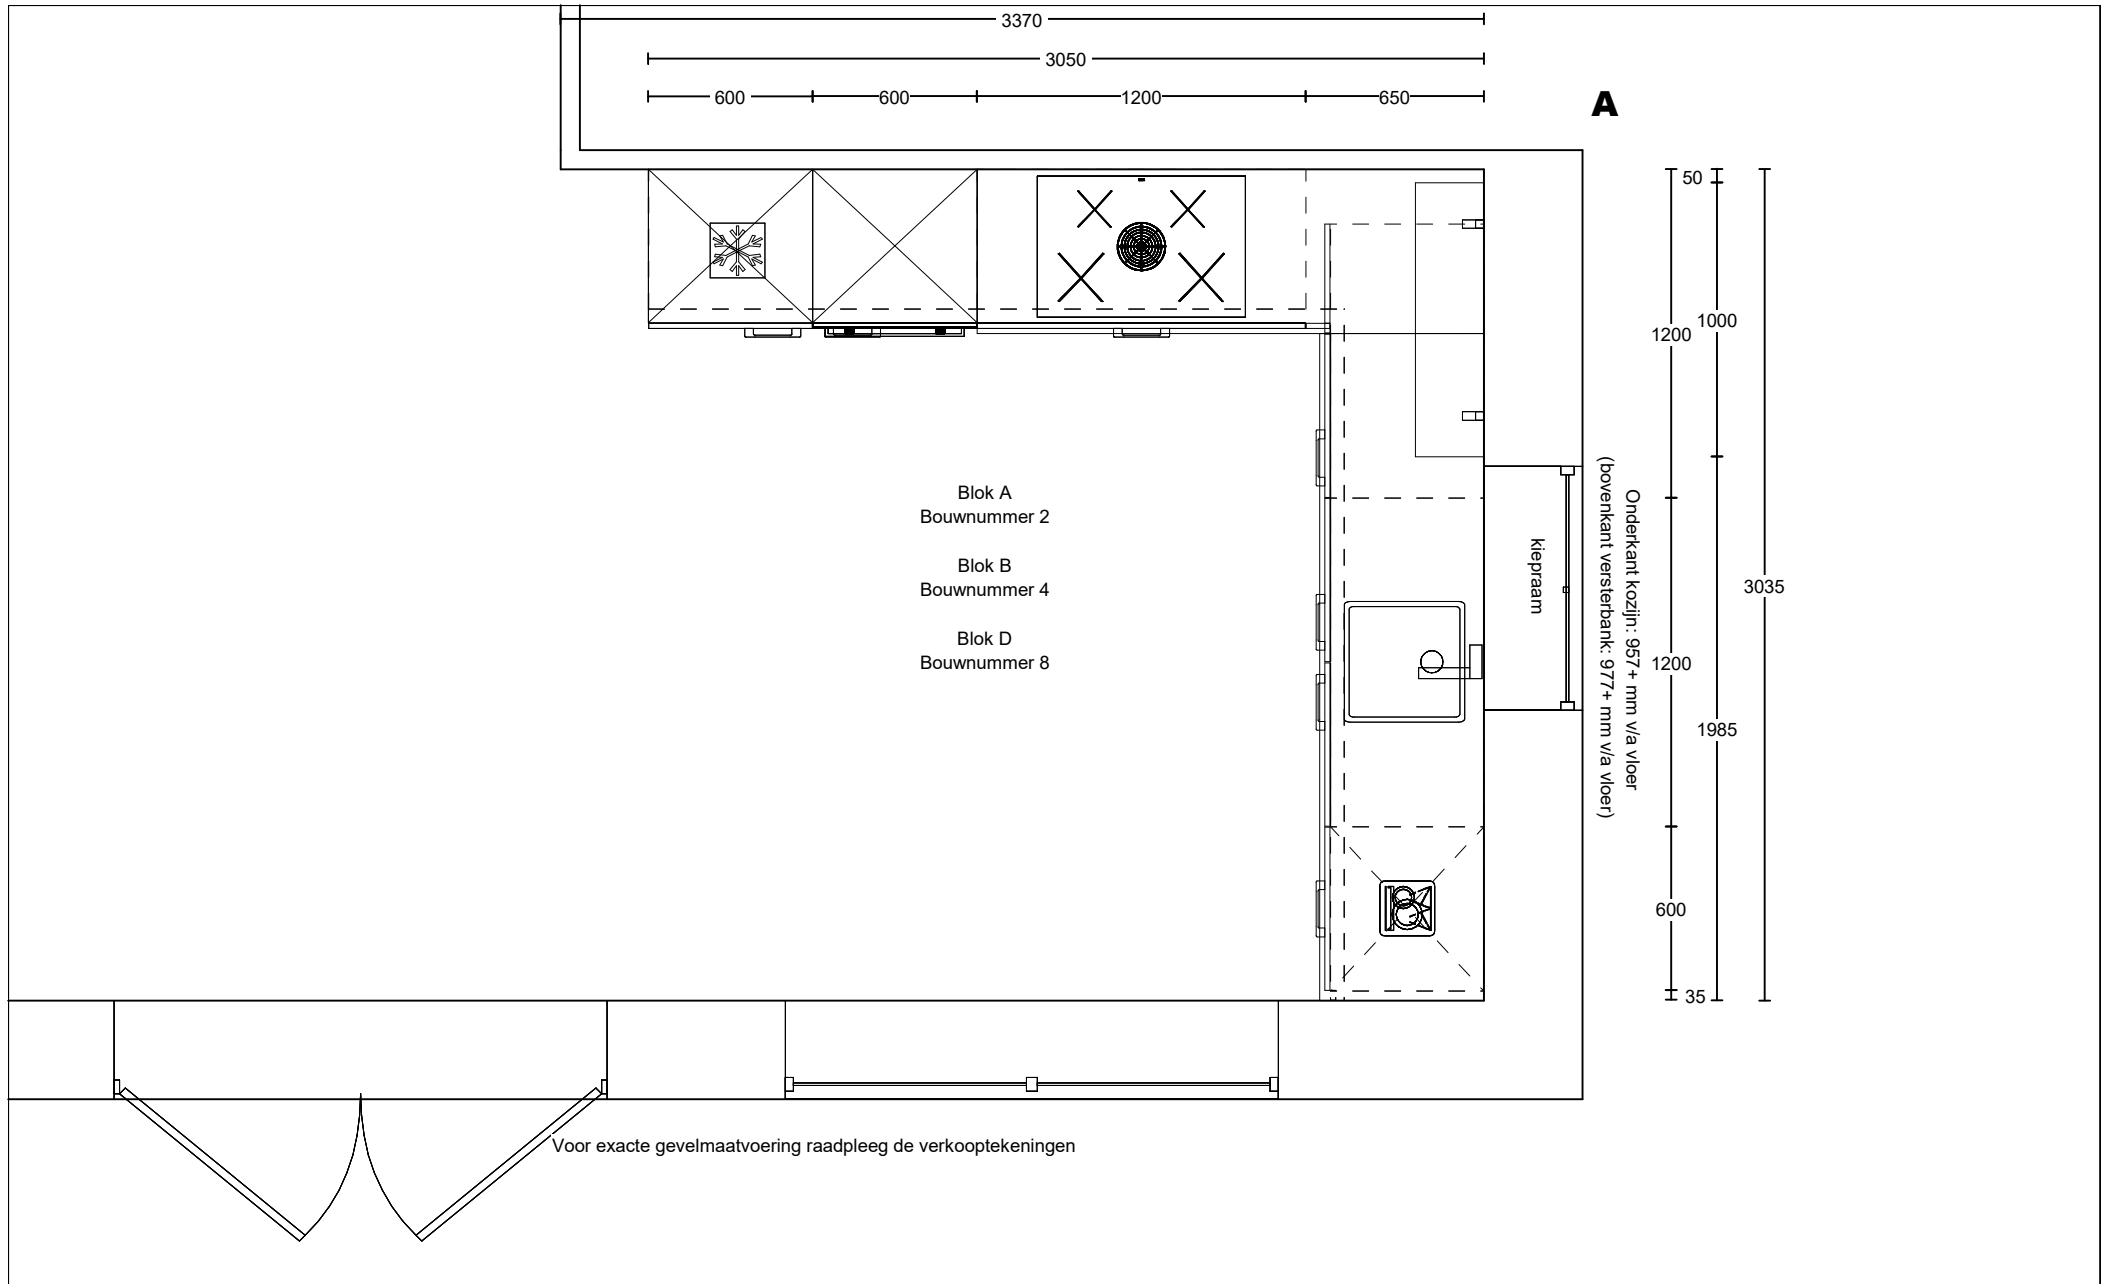 3370
3050
600 600 1200 650
A
50
1200 1000
3035
1200
1985
600
35
Blok A
Bouwnummer 2
Blok B
Bouwnummer 4
Blok D
Bouwnummer 8
kiepraam
Onderkant kozijn: 957+ mm v/a vloer
(bovenkant versterbank: 977+ mm v/a vloer)
Voor exacte gevelmaatvoering raadpleeg de verkooptekeningen